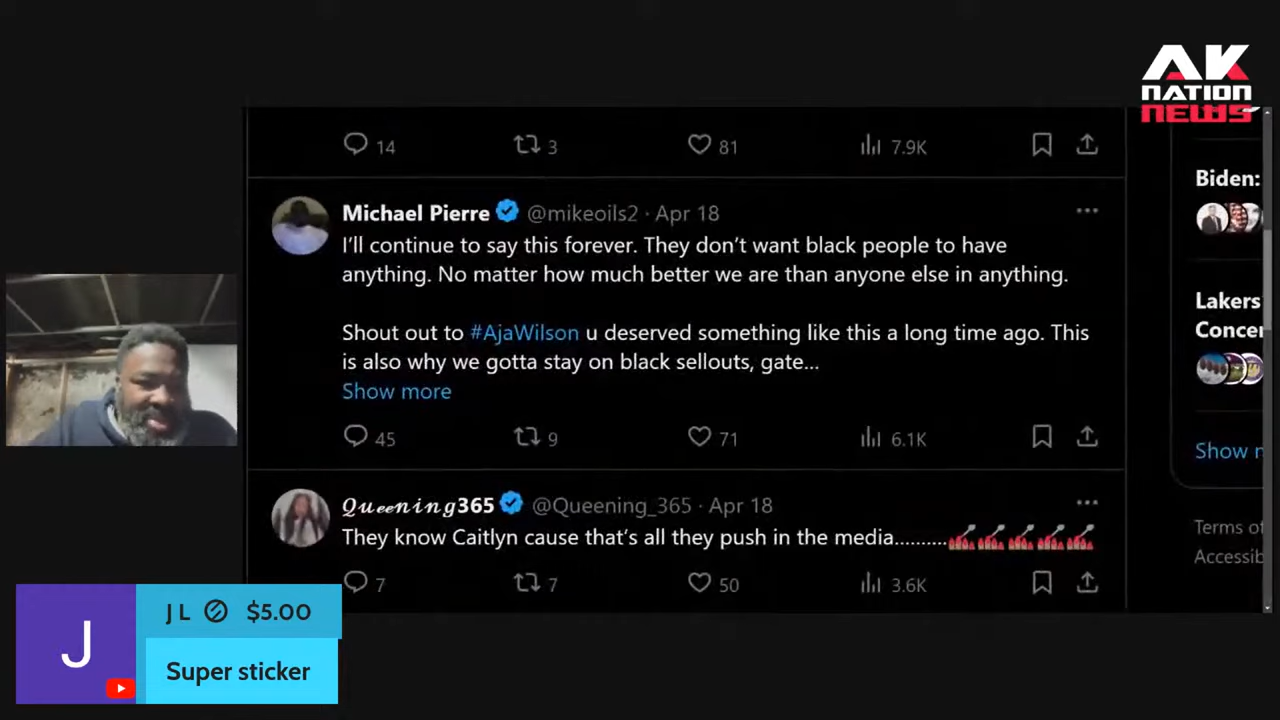 AK
NATION
NEWS
14
3
81
7.9K
Biden:
Michael Pierre @mikeoils2 · Apr 18
I'll continue to say this forever. They don't want black people to have
anything. No matter how much better we are than anyone else in anything.
Shout out to #AjaWilson u deserved something like this a long time ago. This
is also why we gotta stay on black sellouts, gate...
Show more
45
9
71
6.1K
Lakers
Concer
Show r
Queening365 @Queening_365 · Apr 18
They know Caitlyn cause that's all they push in the media.........💅💅💅💅💅
7
7
50
3.6K
Terms of
Accessib
J
J L $5.00
Super sticker